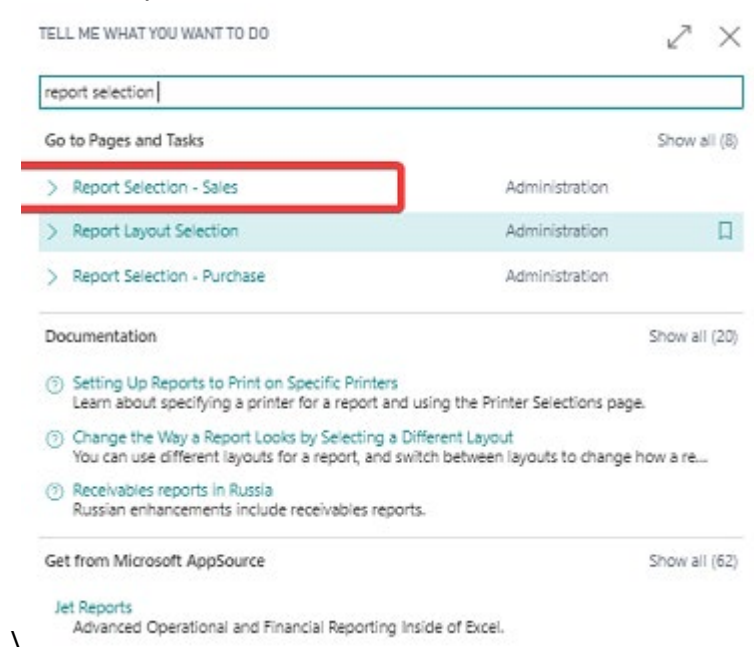 TELL ME WHAT YOU WANT TO DO
report selection
Go to Pages and Tasks Show all (8)
Report Selection - Sales Administration
Report Layout Selection Administration
Report Selection - Purchase Administration
Documentation Show all (20)
Setting Up Reports to Print on Specific Printers
Learn about specifying a printer for a report and using the Printer Selections page.
Change the Way a Report Looks by Selecting a Different Layout
You can use different layouts for a report, and switch between layouts to change how a re...
Receivables reports in Russia
Russian enhancements include receivables reports.
Get from Microsoft AppSource Show all (62)
Jet Reports
Advanced Operational and Financial Reporting Inside of Excel.
\